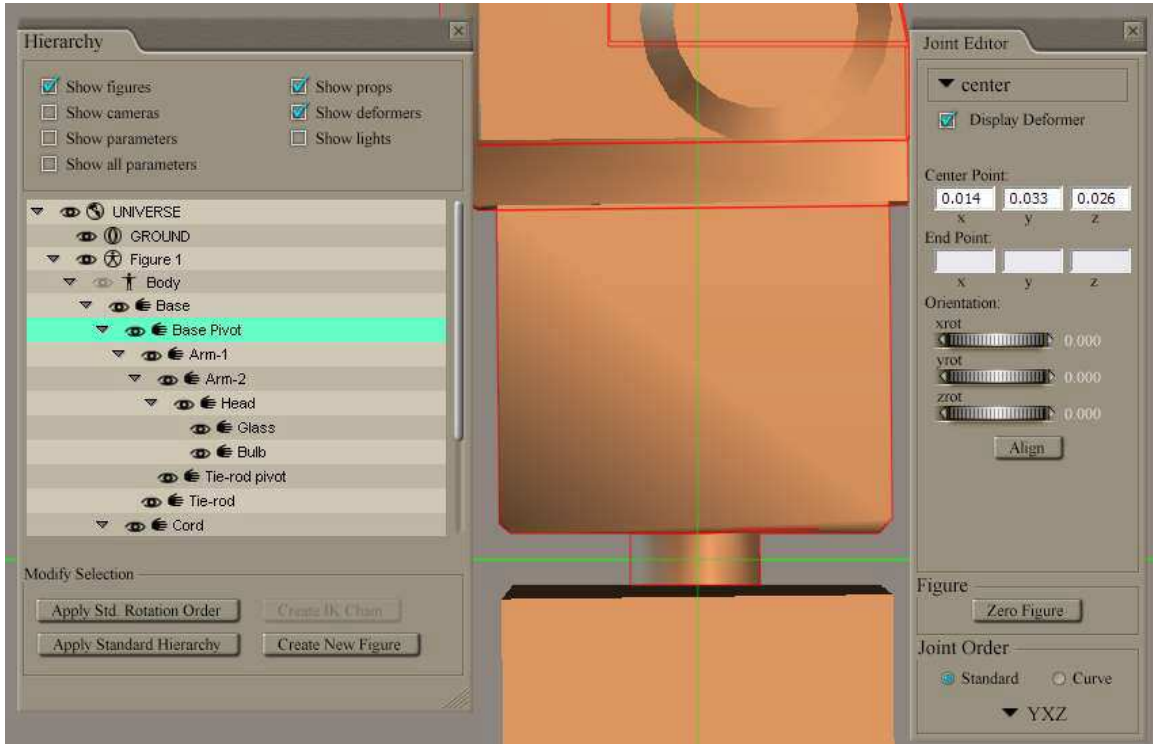 Hierarchy
Show figures
Show props
Show cameras
Show deformers
Show parameters
Show lights
Show all parameters
UNIVERSE
GROUND
Figure 1
Body
Base
Base Pivot
Arm-1
Arm-2
Head
Glass
Bulb
Tie-rod pivot
Tie-rod
Cord
Modify Selection
Apply Std. Rotation Order
Create IK Chain
Apply Standard Hierarchy
Create New Figure
Joint Editor
center
Display Deformer
Center Point:
0.014 0.033 0.026
x y z
End Point:
x y z
Orientation:
xrot
0.000
yrot
0.000
zrot
0.000
Align
Figure
Zero Figure
Joint Order
Standard Curve
YXZ